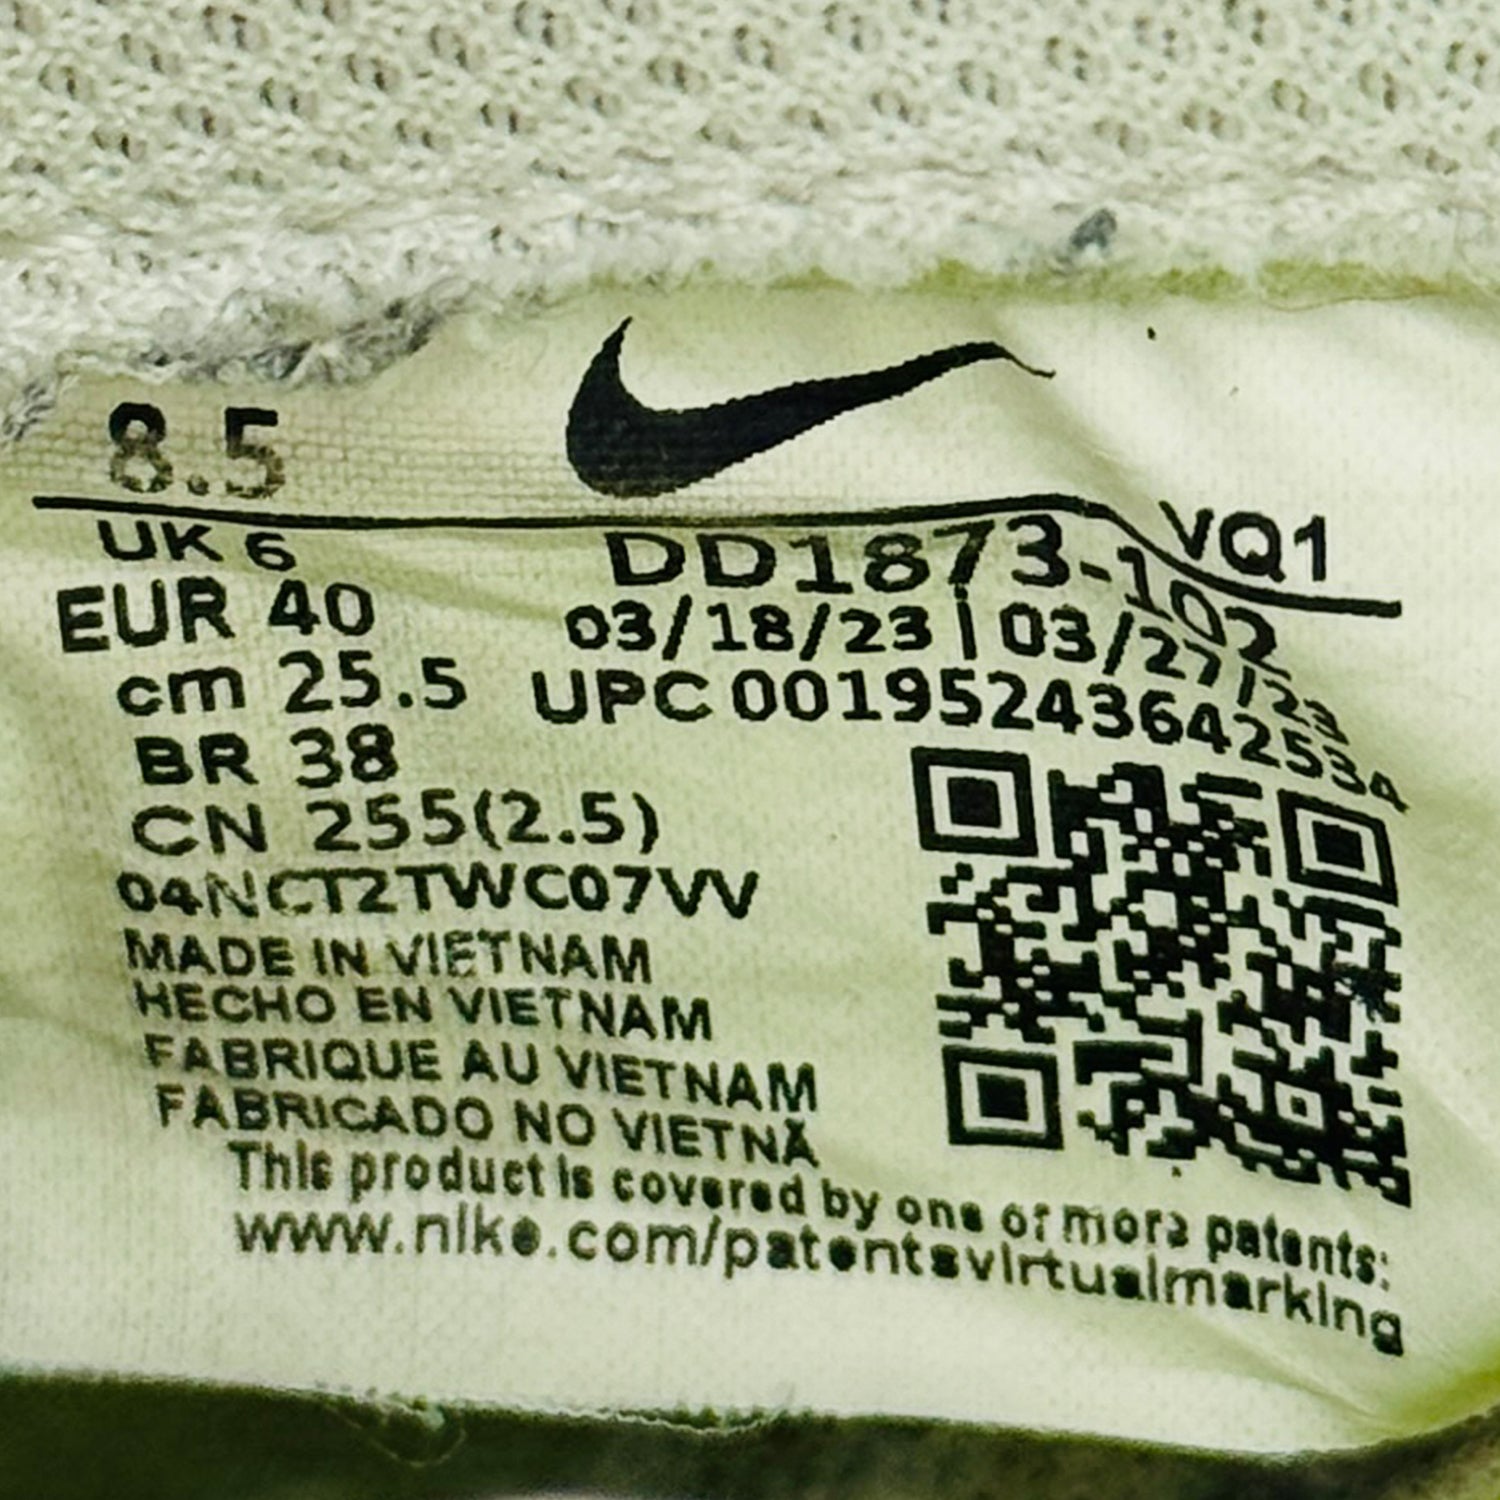 8.5
VQ1
UK 6
DD1873-102
EUR 40
03/18/23 | 03/27/23
cm 25.5
UPC 00195243642534
BR 38
CN 255(2.5)
04NCT2TWC07VV
MADE IN VIETNAM
HECHO EN VIETNAM
FABRIQUE AU VIETNAM
FABRICADO NO VIETNÃ
This product is covered by one or more patents:
www.nike.com/patentsvirtualmarking